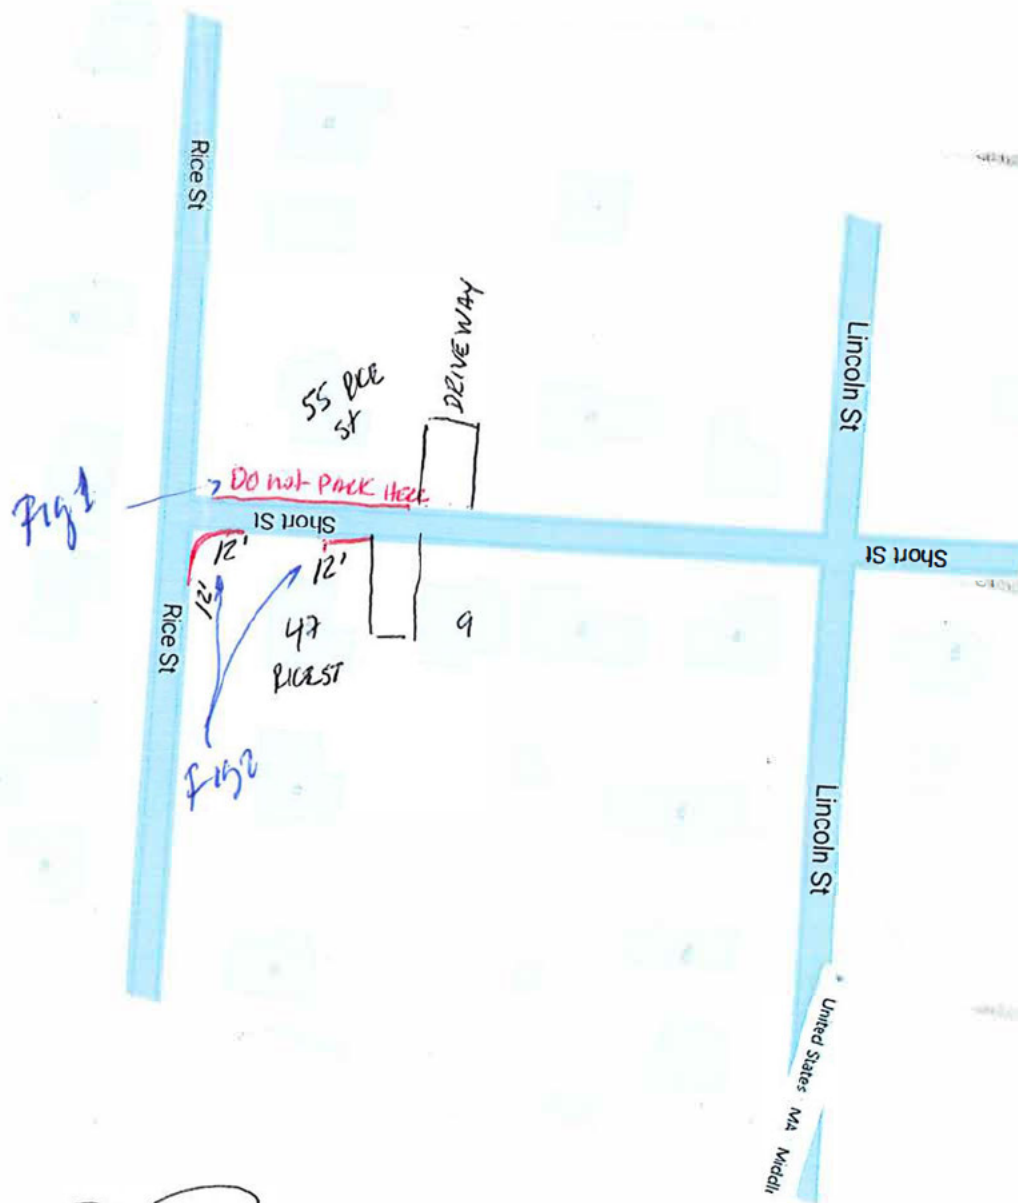 Rice St
Lincoln St
DRIVEWAY
55 RICE
ST
Fig 1
DO not PARK HERE
Short St
Short St
12'
12'
12'
Rice St
47
RICE ST
9
Fig 2
Lincoln St
United States MA Middle